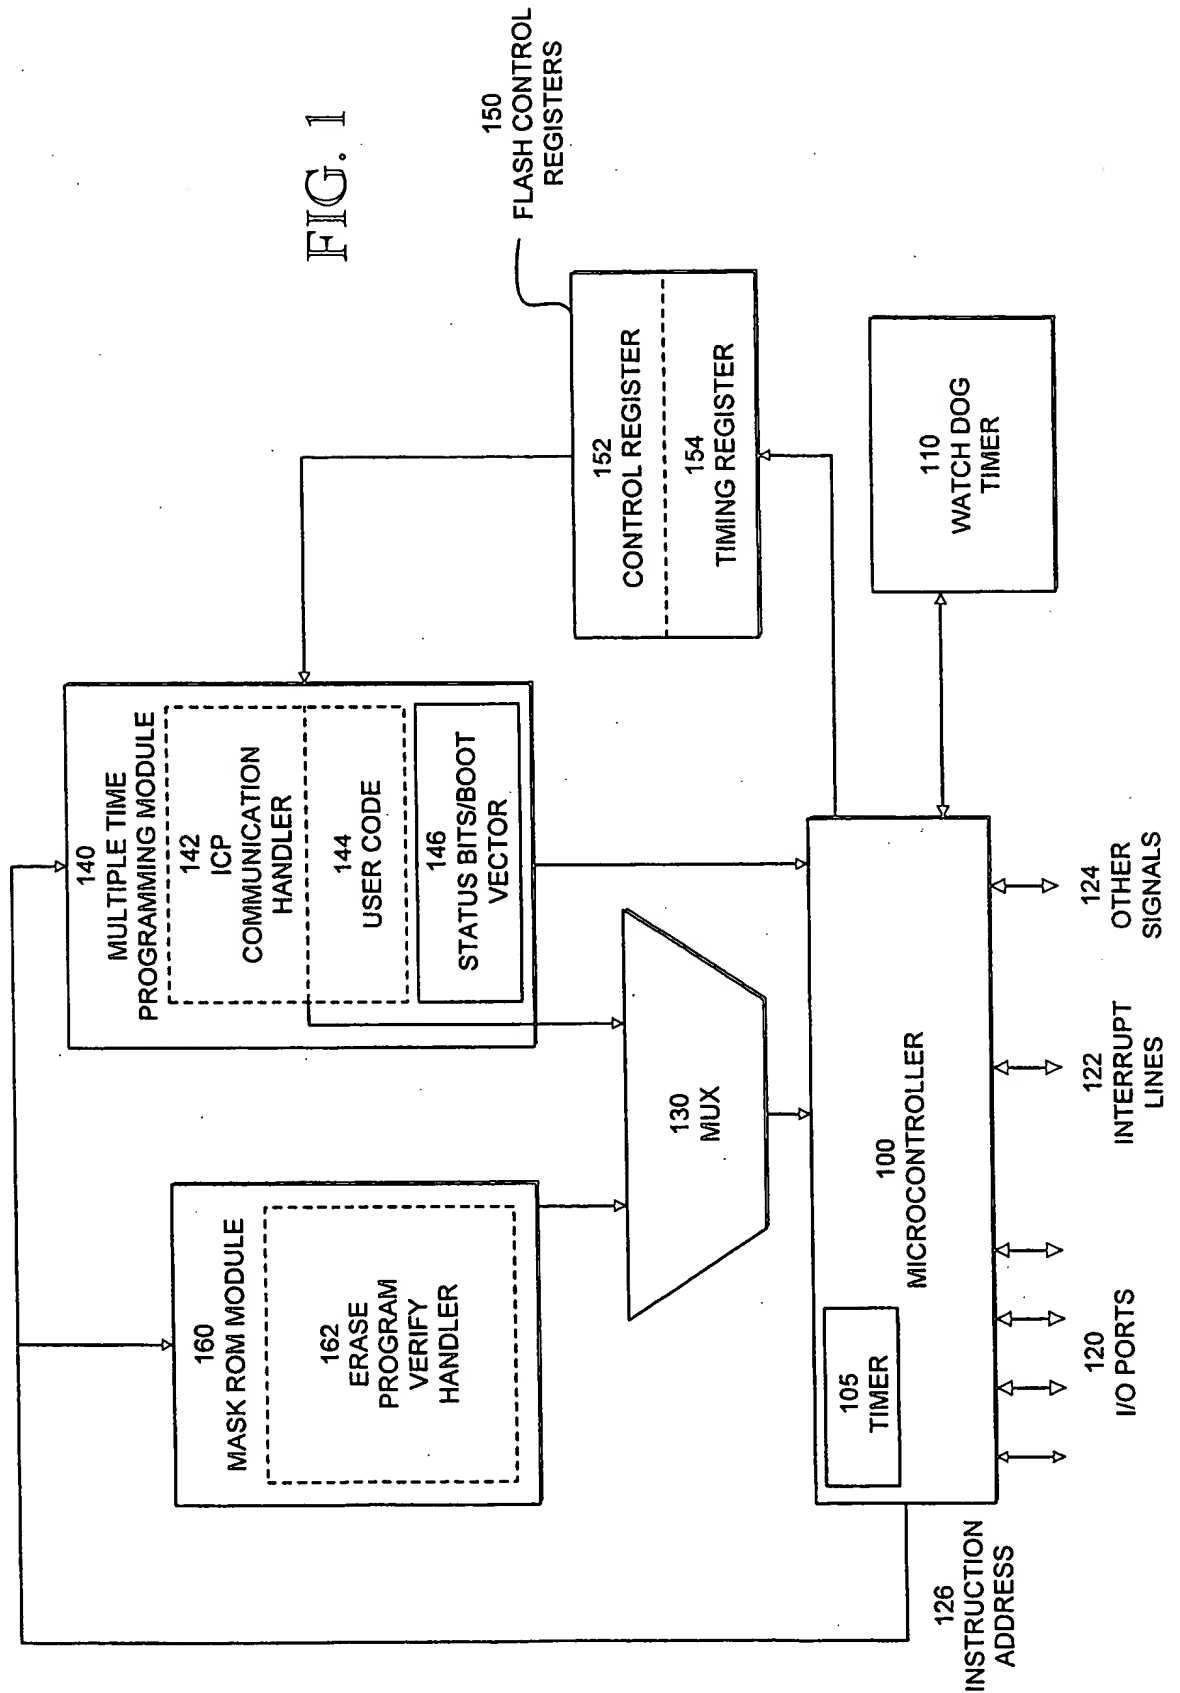 FIG. 1
160
MASK ROM MODULE
162
ERASE
PROGRAM
VERIFY
HANDLER
140
MULTIPLE TIME
PROGRAMMING MODULE
142
ICP
COMMUNICATION
HANDLER
144
USER CODE
146
STATUS BITS/BOOT
VECTOR
150
FLASH CONTROL
REGISTERS
152
CONTROL REGISTER
154
TIMING REGISTER
130
MUX
105
TIMER
100
MICROCONTROLLER
110
WATCH DOG
TIMER
126
INSTRUCTION
ADDRESS
120
I/O PORTS
122
INTERRUPT
LINES
124
OTHER
SIGNALS